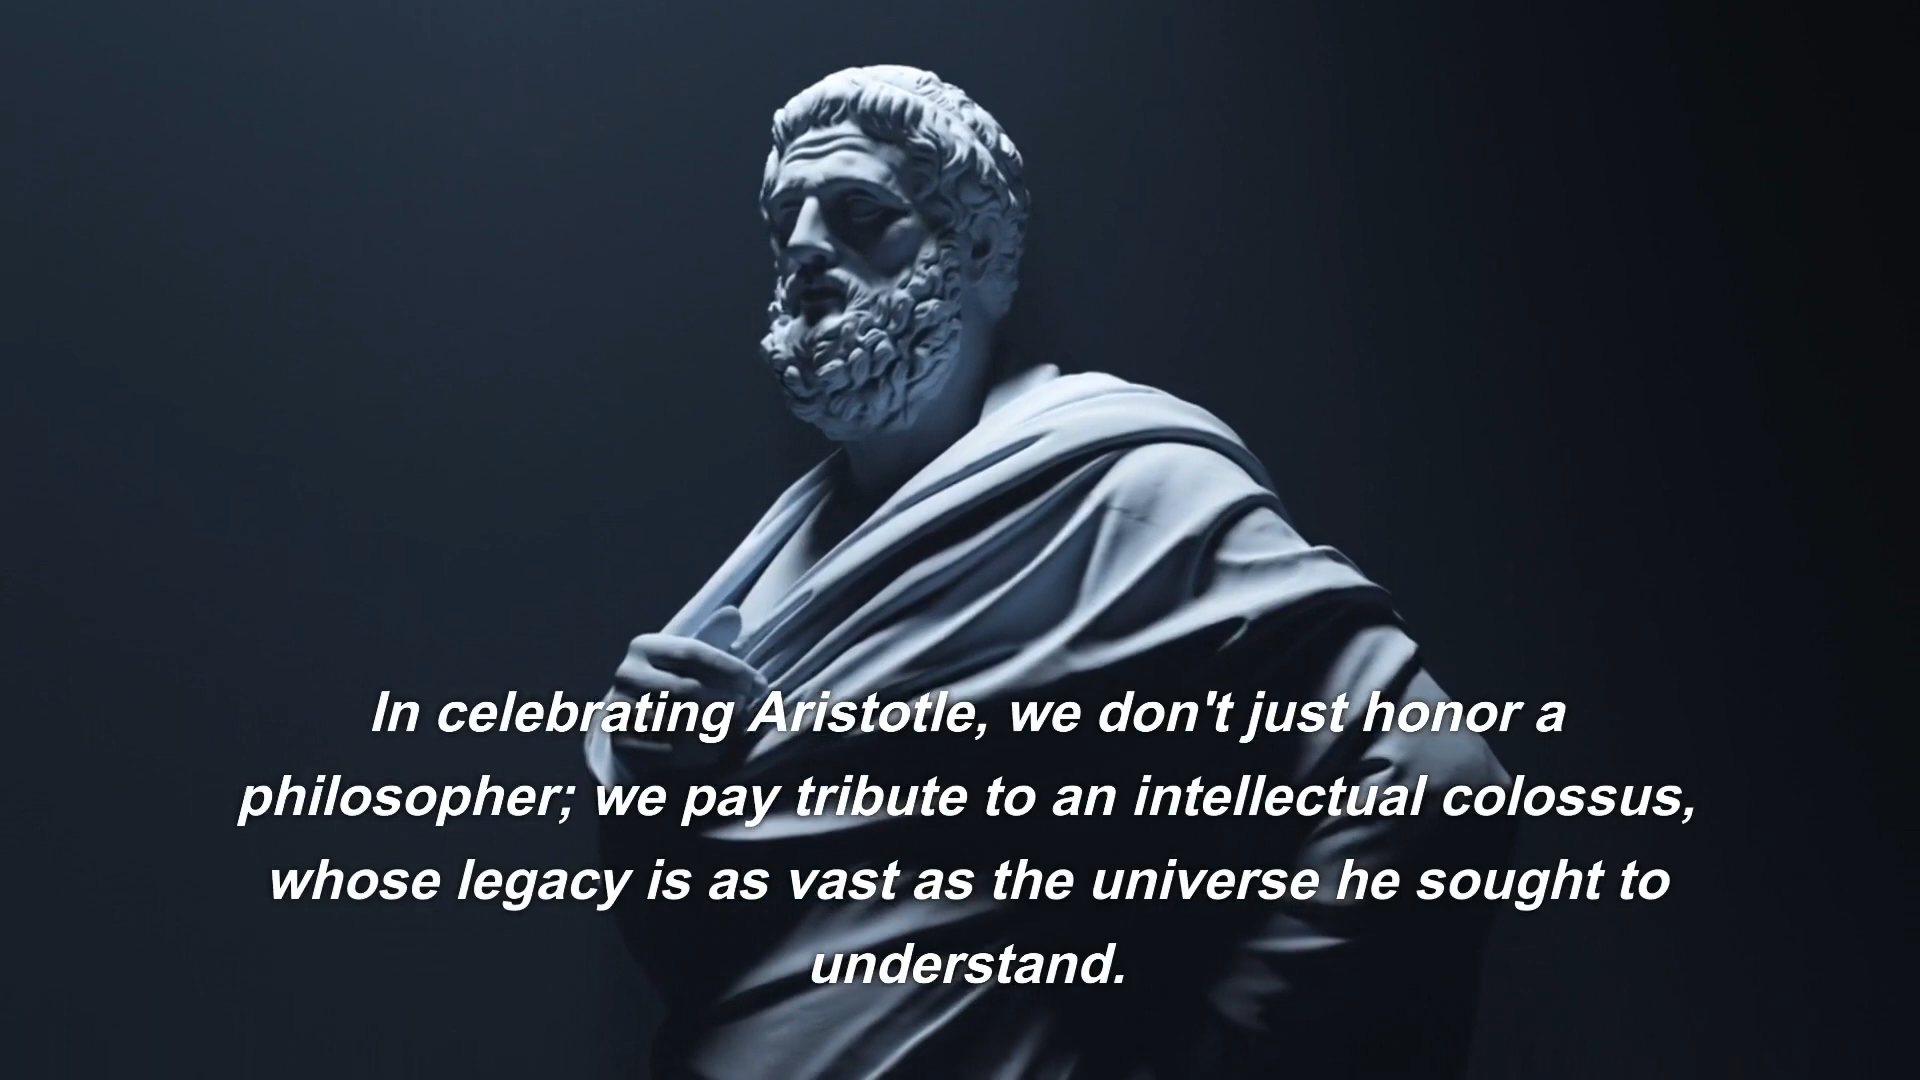 In celebrating Aristotle, we don't just honor a
philosopher; we pay tribute to an intellectual colossus,
whose legacy is as vast as the universe he sought to
understand.